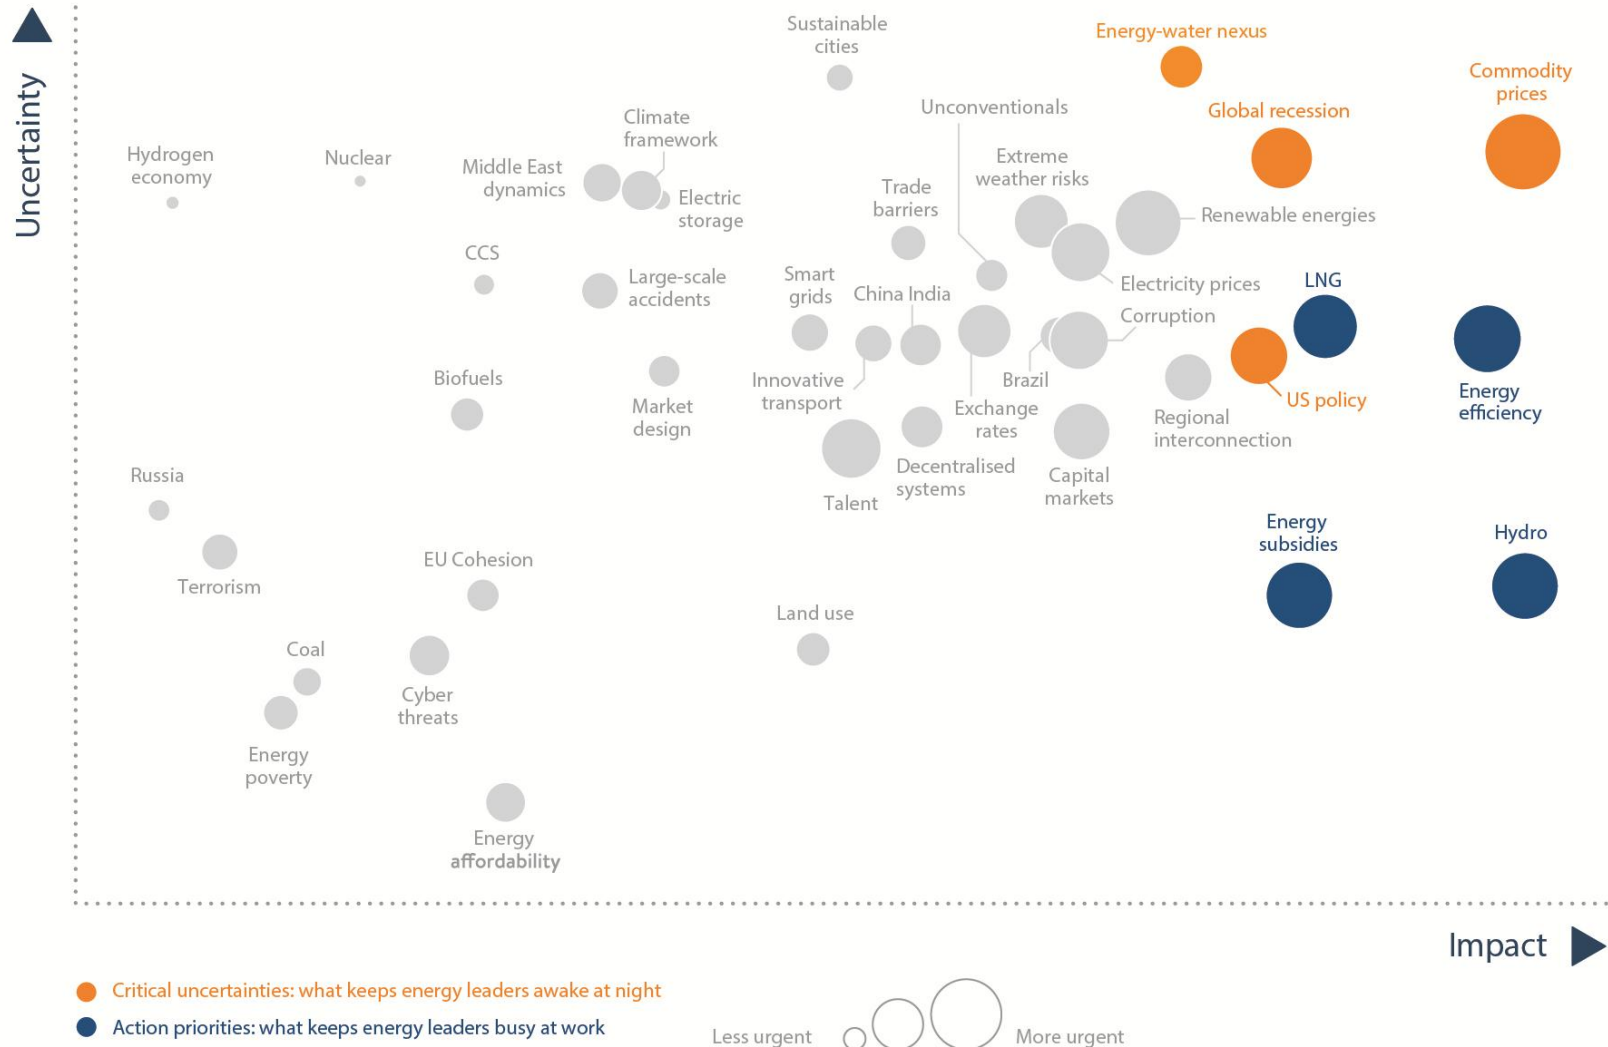 Uncertainty
Sustainable
cities
Energy-water nexus
Commodity
prices
Unconventionals
Global recession
Climate
framework
Hydrogen
economy
Nuclear
Middle East
dynamics
Electric
storage
Extreme
weather risks
Trade
barriers
Renewable energies
CCS
Large-scale
accidents
Smart
grids
China India
Electricity prices
LNG
Corruption
Biofuels
Market
design
Innovative
transport
Brazil
Exchange
rates
US policy
Energy
efficiency
Regional
interconnection
Russia
Talent
Decentralised
systems
Capital
markets
Energy
subsidies
Hydro
Terrorism
EU Cohesion
Land use
Coal
Cyber
threats
Energy
poverty
Energy
affordability
Impact
Critical uncertainties: what keeps energy leaders awake at night
Action priorities: what keeps energy leaders busy at work
Less urgent
More urgent